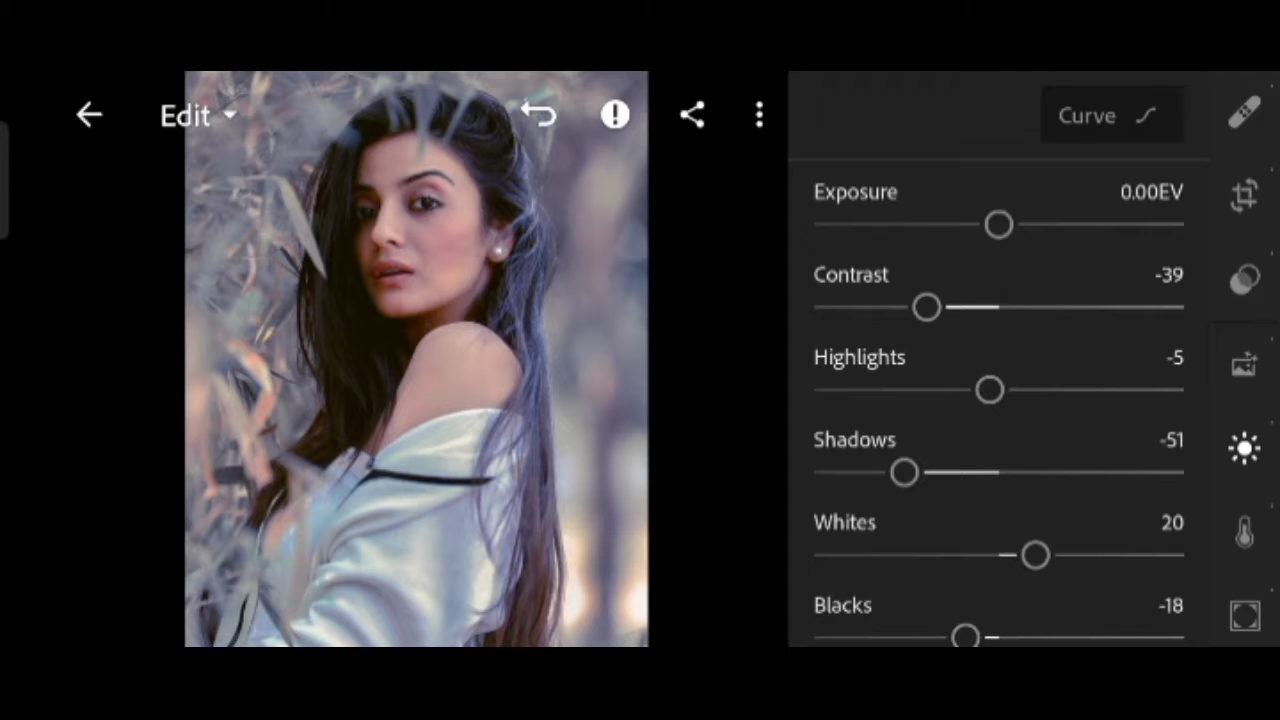 Edit
Curve
Exposure 0.00EV
Contrast -39
Highlights -5
Shadows -51
Whites 20
Blacks -18